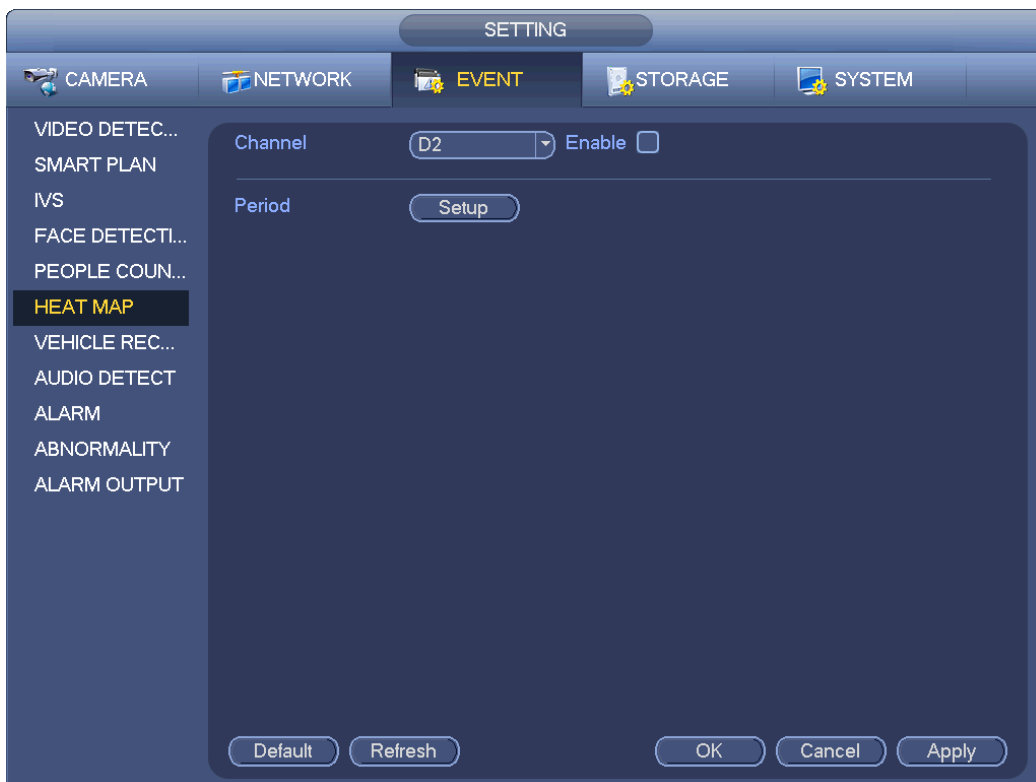 SETTING
CAMERA NETWORK EVENT STORAGE SYSTEM
VIDEO DETEC...
SMART PLAN
IVS
FACE DETECTI...
PEOPLE COUN...
HEAT MAP
VEHICLE REC...
AUDIO DETECT
ALARM
ABNORMALITY
ALARM OUTPUT
Channel D2 Enable
Period Setup
Default Refresh OK Cancel Apply